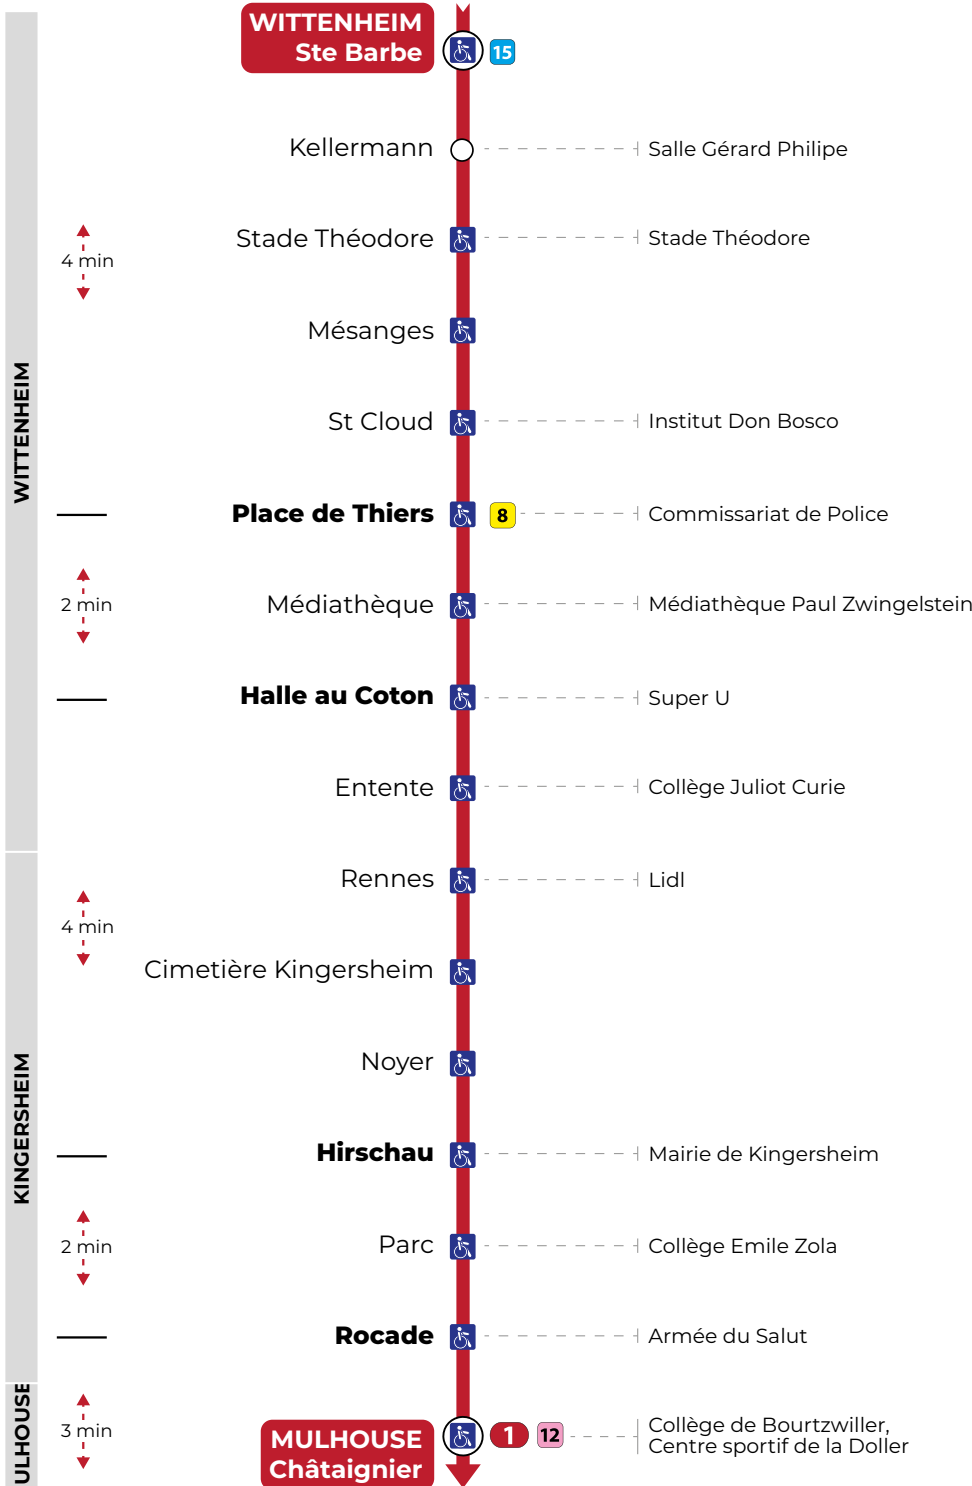 WITTENHEIM
Ste Barbe
15
Kellermann
Salle Gérard Philipe
Stade Théodore
Stade Théodore
4 min
Mésanges
St Cloud
Institut Don Bosco
WITTENHEIM
Place de Thiers
8
Commissariat de Police
2 min
Médiathèque
Médiathèque Paul Zwingelstein
Halle au Coton
Super U
Entente
Collège Juliot Curie
Rennes
Lidl
4 min
Cimetière Kingersheim
Noyer
KINGERSHEIM
Hirschau
Mairie de Kingersheim
2 min
Parc
Collège Emile Zola
Rocade
Armée du Salut
ULHOUSE
3 min
MULHOUSE
Châtaignier
1
12
Collège de Bourtzwiller,
Centre sportif de la Doller